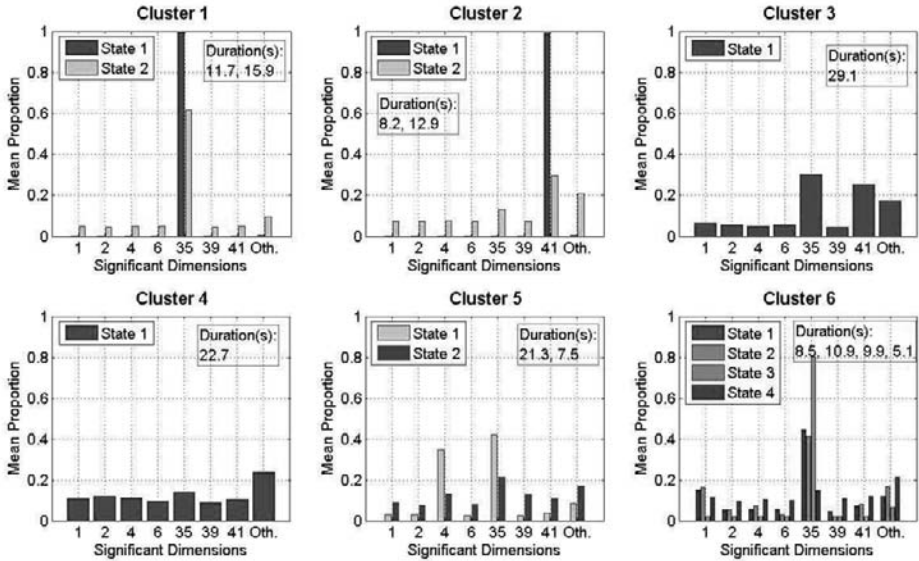 Cluster 1
Mean Proportion
1
0.8
0.6
0.4
0.2
0
State 1
State 2
Duration(s):
11.7, 15.9
1 2 4 6 35 39 41 Oth.
Significant Dimensions
Cluster 2
Mean Proportion
1
0.8
0.6
0.4
0.2
0
State 1
State 2
Duration(s):
8.2, 12.9
1 2 4 6 35 39 41 Oth.
Significant Dimensions
Cluster 3
Mean Proportion
1
0.8
0.6
0.4
0.2
0
State 1
Duration(s):
29.1
1 2 4 6 35 39 41 Oth.
Significant Dimensions
Cluster 4
Mean Proportion
1
0.8
0.6
0.4
0.2
0
State 1
Duration(s):
22.7
1 2 4 6 35 39 41 Oth.
Significant Dimensions
Cluster 5
Mean Proportion
1
0.8
0.6
0.4
0.2
0
State 1
State 2
Duration(s):
21.3, 7.5
1 2 4 6 35 39 41 Oth.
Significant Dimensions
Cluster 6
Mean Proportion
1
0.8
0.6
0.4
0.2
0
State 1
State 2
State 3
State 4
Duration(s):
8.5, 10.9, 9.9, 5.1
1 2 4 6 35 39 41 Oth.
Significant Dimensions